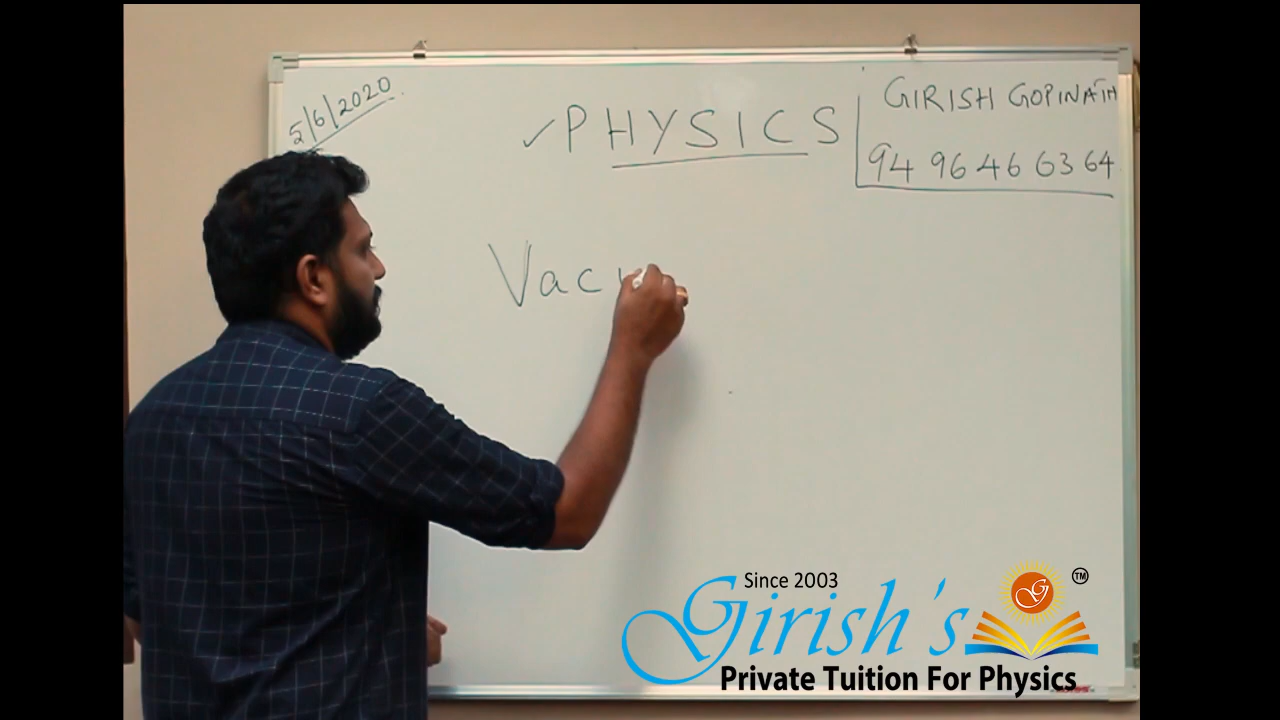 5/6/2020
✓ PHYSICS
GIRISH GOPINATH
94 96 46 63 64
Vac
Since 2003
Girish's
TM
G
Private Tuition For Physics